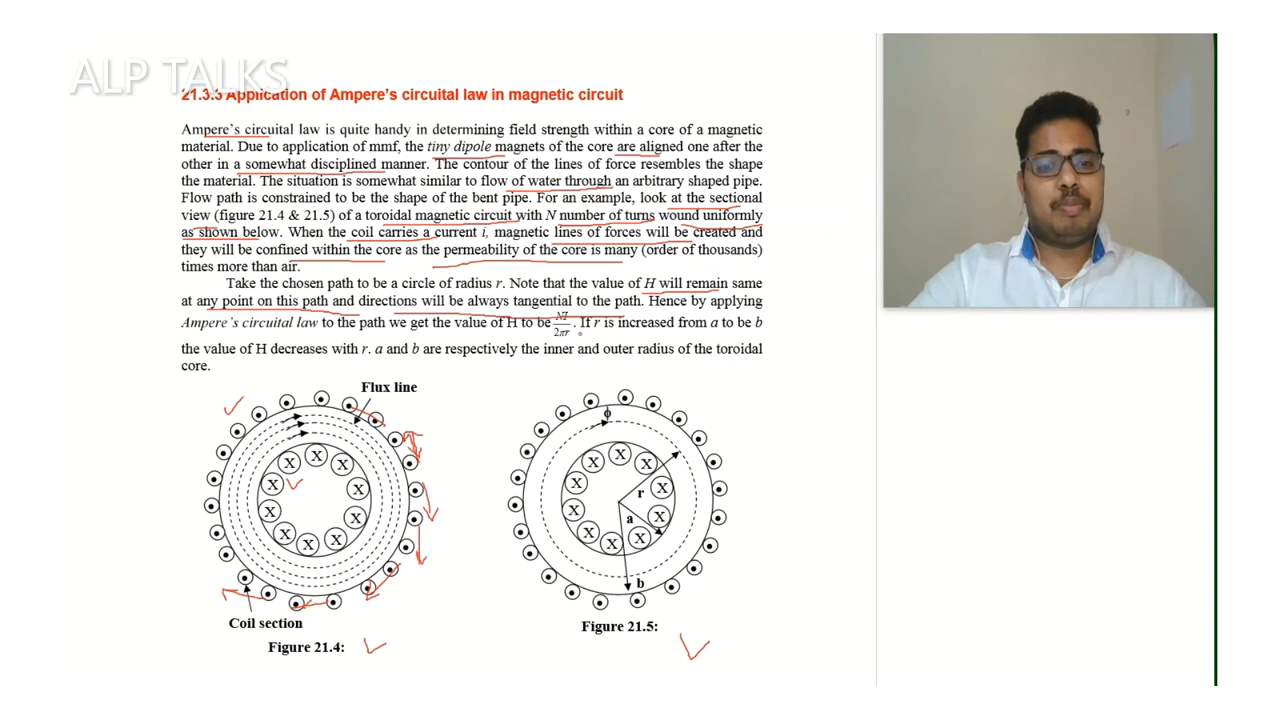 ALP TALKS
21.3.3 Application of Ampere's circuital law in magnetic circuit
Ampere's circuital law is quite handy in determining field strength within a core of a magnetic
material. Due to application of mmf, the tiny dipole magnets of the core are aligned one after the
other in a somewhat disciplined manner. The contour of the lines of force resembles the shape
the material. The situation is somewhat similar to flow of water through an arbitrary shaped pipe.
Flow path is constrained to be the shape of the bent pipe. For an example, look at the sectional
view (figure 21.4 & 21.5) of a toroidal magnetic circuit with N number of turns wound uniformly
as shown below. When the coil carries a current i, magnetic lines of forces will be created and
they will be confined within the core as the permeability of the core is many (order of thousands)
times more than air.
Take the chosen path to be a circle of radius r. Note that the value of H will remain same
at any point on this path and directions will be always tangential to the path. Hence by applying
Ampere's circuital law to the path we get the value of H to be NI/2πr. If r is increased from a to be b
the value of H decreases with r. a and b are respectively the inner and outer radius of the toroidal
core.
Flux line
X X X X X X X X X X X
Coil section
Figure 21.4:
ϕ
X X X X X X X X X X
r
a
b
Figure 21.5: